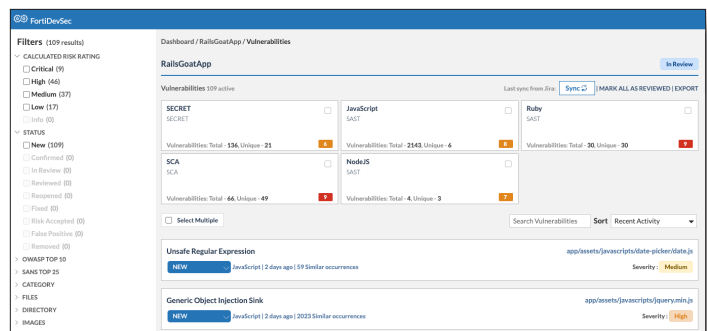 FortiDevSec
Filters (109 results)
CALCULATED RISK RATING
Critical (9)
High (46)
Medium (37)
Low (17)
Info (0)
STATUS
New (109)
Confirmed (0)
In Review (0)
Reviewed (0)
Reopened (0)
Fixed (0)
Risk Accepted (0)
False Positive (0)
Removed (0)
OWASP TOP 10
SANS TOP 25
CATEGORY
FILES
DIRECTORY
IMAGES
Dashboard / RailsGoatApp / Vulnerabilities
RailsGoatApp
In Review
Vulnerabilities 109 active
Last sync from Jira: Sync | MARK ALL AS REVIEWED | EXPORT
SECRET
SECRET
Vulnerabilities: Total - 136, Unique - 21
6
JavaScript
SAST
Vulnerabilities: Total - 2143, Unique - 6
8
Ruby
SAST
Vulnerabilities: Total - 30, Unique - 30
9
SCA
SCA
Vulnerabilities: Total - 66, Unique - 49
9
NodeJS
SAST
Vulnerabilities: Total - 4, Unique - 3
7
Select Multiple
Search Vulnerabilities
Sort Recent Activity
Unsafe Regular Expression
app/assets/javascripts/date-picker/date.js
NEW JavaScript | 2 days ago | 59 Similar occurrences
Severity : Medium
Generic Object Injection Sink
app/assets/javascripts/jquery.min.js
NEW JavaScript | 2 days ago | 2023 Similar occurrences
Severity : High